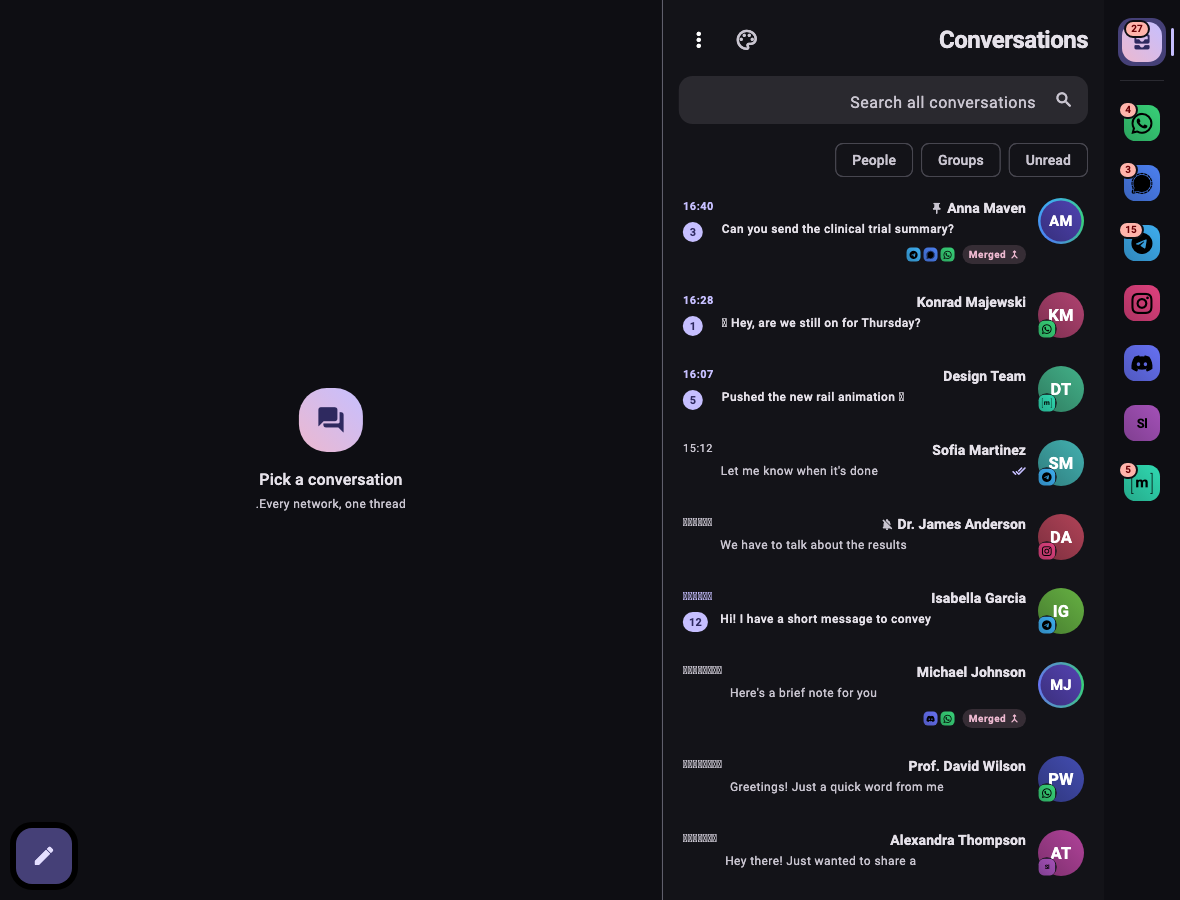 Conversations
27
Search all conversations
People
Groups
Unread
4
3
15
SI
5
[m]
AM
Anna Maven
16:40
Can you send the clinical trial summary?
3
Merged
KM
Konrad Majewski
16:28
Hey, are we still on for Thursday?
1
DT
Design Team
16:07
Pushed the new rail animation
5
SM
Sofia Martinez
15:12
Let me know when it's done
DA
Dr. James Anderson
We have to talk about the results
IG
Isabella Garcia
Hi! I have a short message to convey
12
MJ
Michael Johnson
Here's a brief note for you
Merged
PW
Prof. David Wilson
Greetings! Just a quick word from me
AT
Alexandra Thompson
Hey there! Just wanted to share a
Pick a conversation
.Every network, one thread